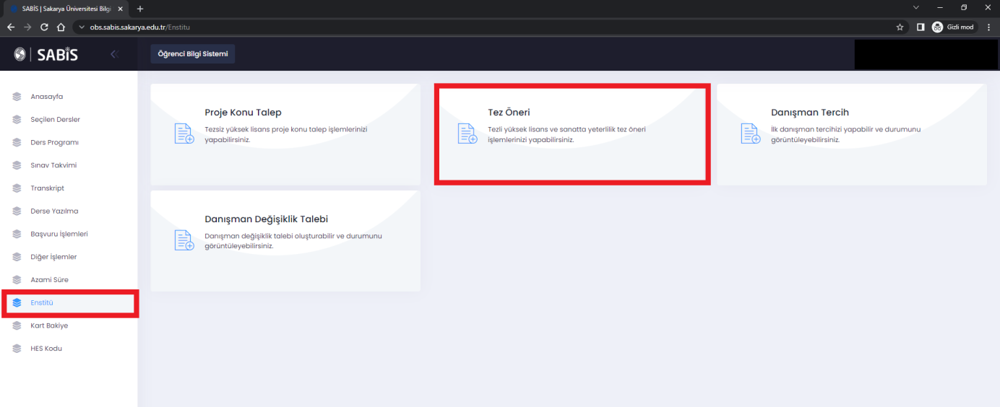 SABİS | Sakarya Üniversitesi Bilgi
obs.sabis.sakarya.edu.tr/Enstitu
Gizli mod
SABİS
Öğrenci Bilgi Sistemi
Anasayfa
Seçilen Dersler
Ders Programı
Sınav Takvimi
Transkript
Derse Yazılma
Başvuru İşlemleri
Diğer İşlemler
Azami Süre
Enstitü
Kart Bakiye
HES Kodu
Proje Konu Talep
Tezsiz yüksek lisans proje konu talep işlemlerinizi
yapabilirsiniz.
Tez Öneri
Tezli yüksek lisans ve sanatta yeterlilik tez öneri
işlemlerinizi yapabilirsiniz.
Danışman Tercih
İlk danışman tercihizi yapabilir ve durumunu
görüntüleyebilirsiniz.
Danışman Değişiklik Talebi
Danışman değişiklik talebi oluşturabilir ve durumunu
görüntüleyebilirsiniz.